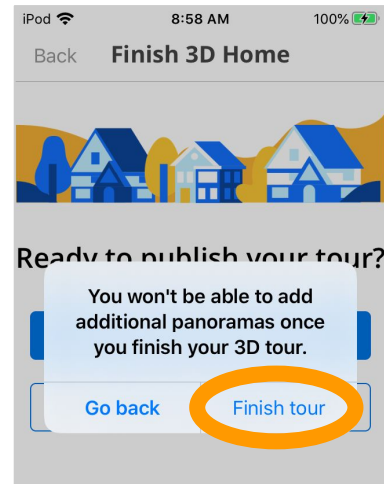 iPod 8:58 AM 100%
Back Finish 3D Home
Ready to publish your tour?
You won't be able to add
additional panoramas once
you finish your 3D tour.
Go back Finish tour